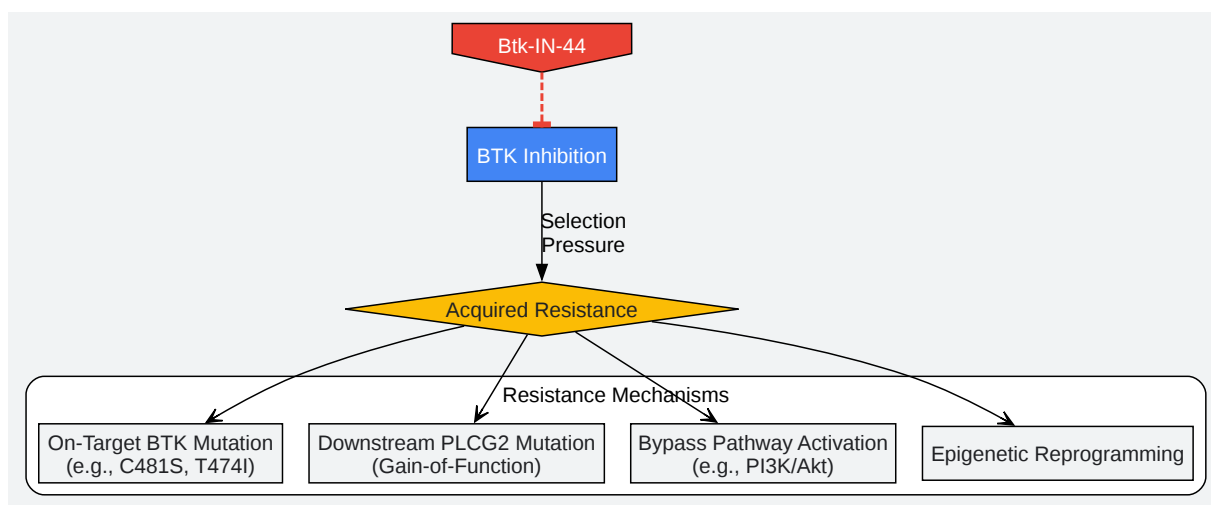 Btk-IN-44
BTK Inhibition
Selection
Pressure
Acquired Resistance
Resistance Mechanisms
On-Target BTK Mutation
(e.g., C481S, T474I)
Downstream PLCG2 Mutation
(Gain-of-Function)
Bypass Pathway Activation
(e.g., PI3K/Akt)
Epigenetic Reprogramming